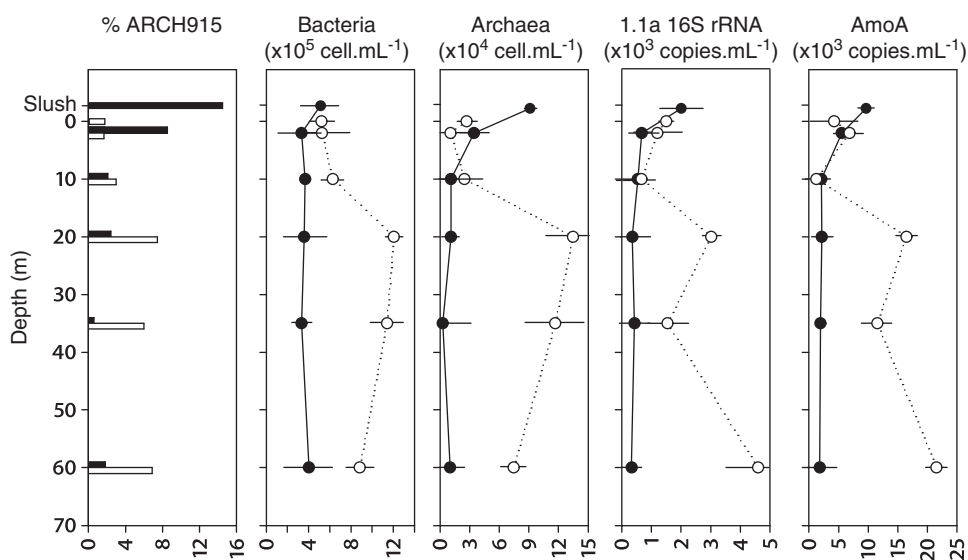 % ARCH915
Bacteria
(x10⁵ cell.mL⁻¹)
Archaea
(x10⁴ cell.mL⁻¹)
1.1a 16S rRNA
(x10³ copies.mL⁻¹)
AmoA
(x10³ copies.mL⁻¹)
Depth (m)
Slush
0
10
20
30
40
50
60
70
0 4 8 12 16
0 4 8 12
0 3 6 9 12 15
0 1 2 3 4 5
0 5 10 15 20 25